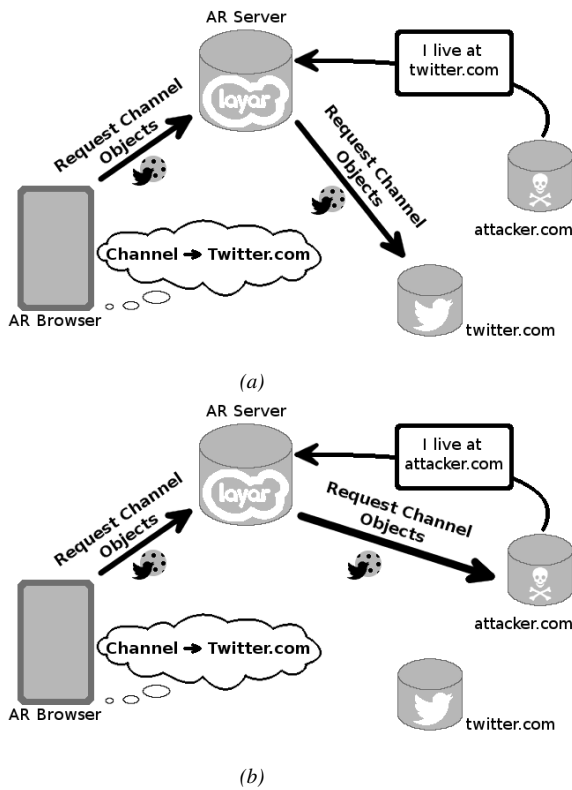 AR Server
I live at
twitter.com
layar
Request Channel
Objects
Request Channel
Objects
attacker.com
Channel → Twitter.com
AR Browser
twitter.com
(a)
AR Server
I live at
attacker.com
layar
Request Channel
Objects
Request Channel
Objects
attacker.com
Channel → Twitter.com
AR Browser
twitter.com
(b)